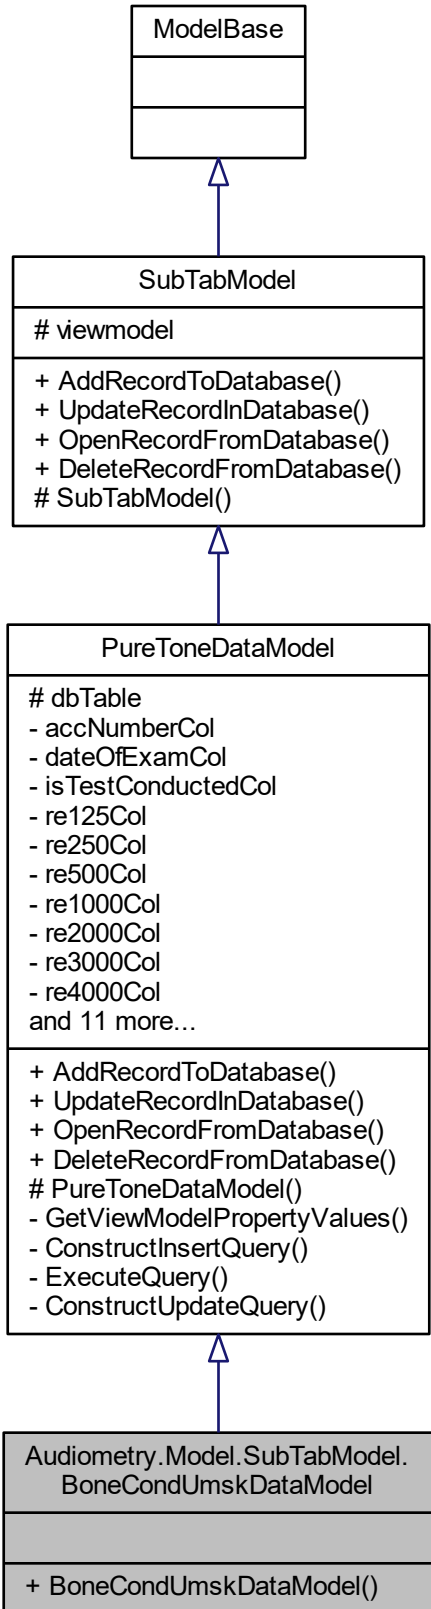 ModelBase
SubTabModel
# viewmodel
+ AddRecordToDatabase()
+ UpdateRecordInDatabase()
+ OpenRecordFromDatabase()
+ DeleteRecordFromDatabase()
# SubTabModel()
PureToneDataModel
# dbTable
- accNumberCol
- dateOfExamCol
- isTestConductedCol
- re125Col
- re250Col
- re500Col
- re1000Col
- re2000Col
- re3000Col
- re4000Col
and 11 more...
+ AddRecordToDatabase()
+ UpdateRecordInDatabase()
+ OpenRecordFromDatabase()
+ DeleteRecordFromDatabase()
# PureToneDataModel()
- GetViewModelPropertyValues()
- ConstructInsertQuery()
- ExecuteQuery()
- ConstructUpdateQuery()
Audiometry.Model.SubTabModel.
BoneCondUmskDataModel
+ BoneCondUmskDataModel()